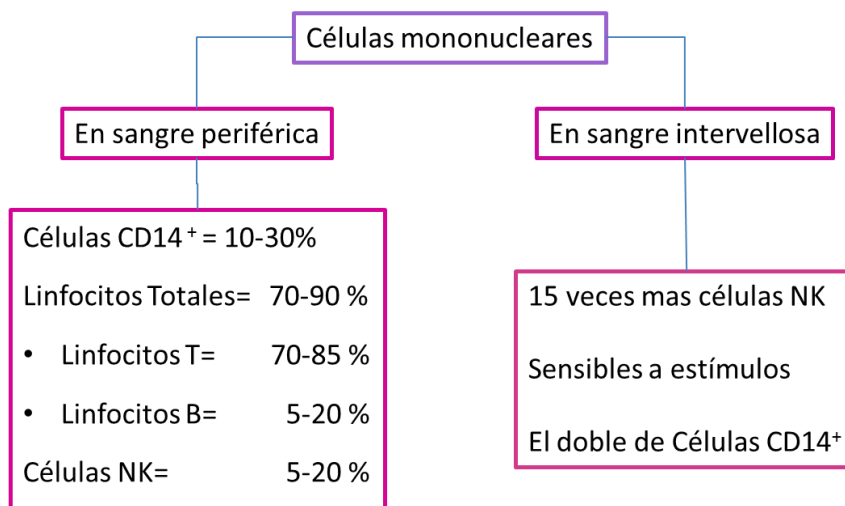 Células mononucleares
En sangre periférica
Células CD14⁺ = 10-30%
Linfocitos Totales= 70-90 %
• Linfocitos T= 70-85 %
• Linfocitos B= 5-20 %
Células NK= 5-20 %
En sangre intervellosa
15 veces mas células NK
Sensibles a estímulos
El doble de Células CD14⁺